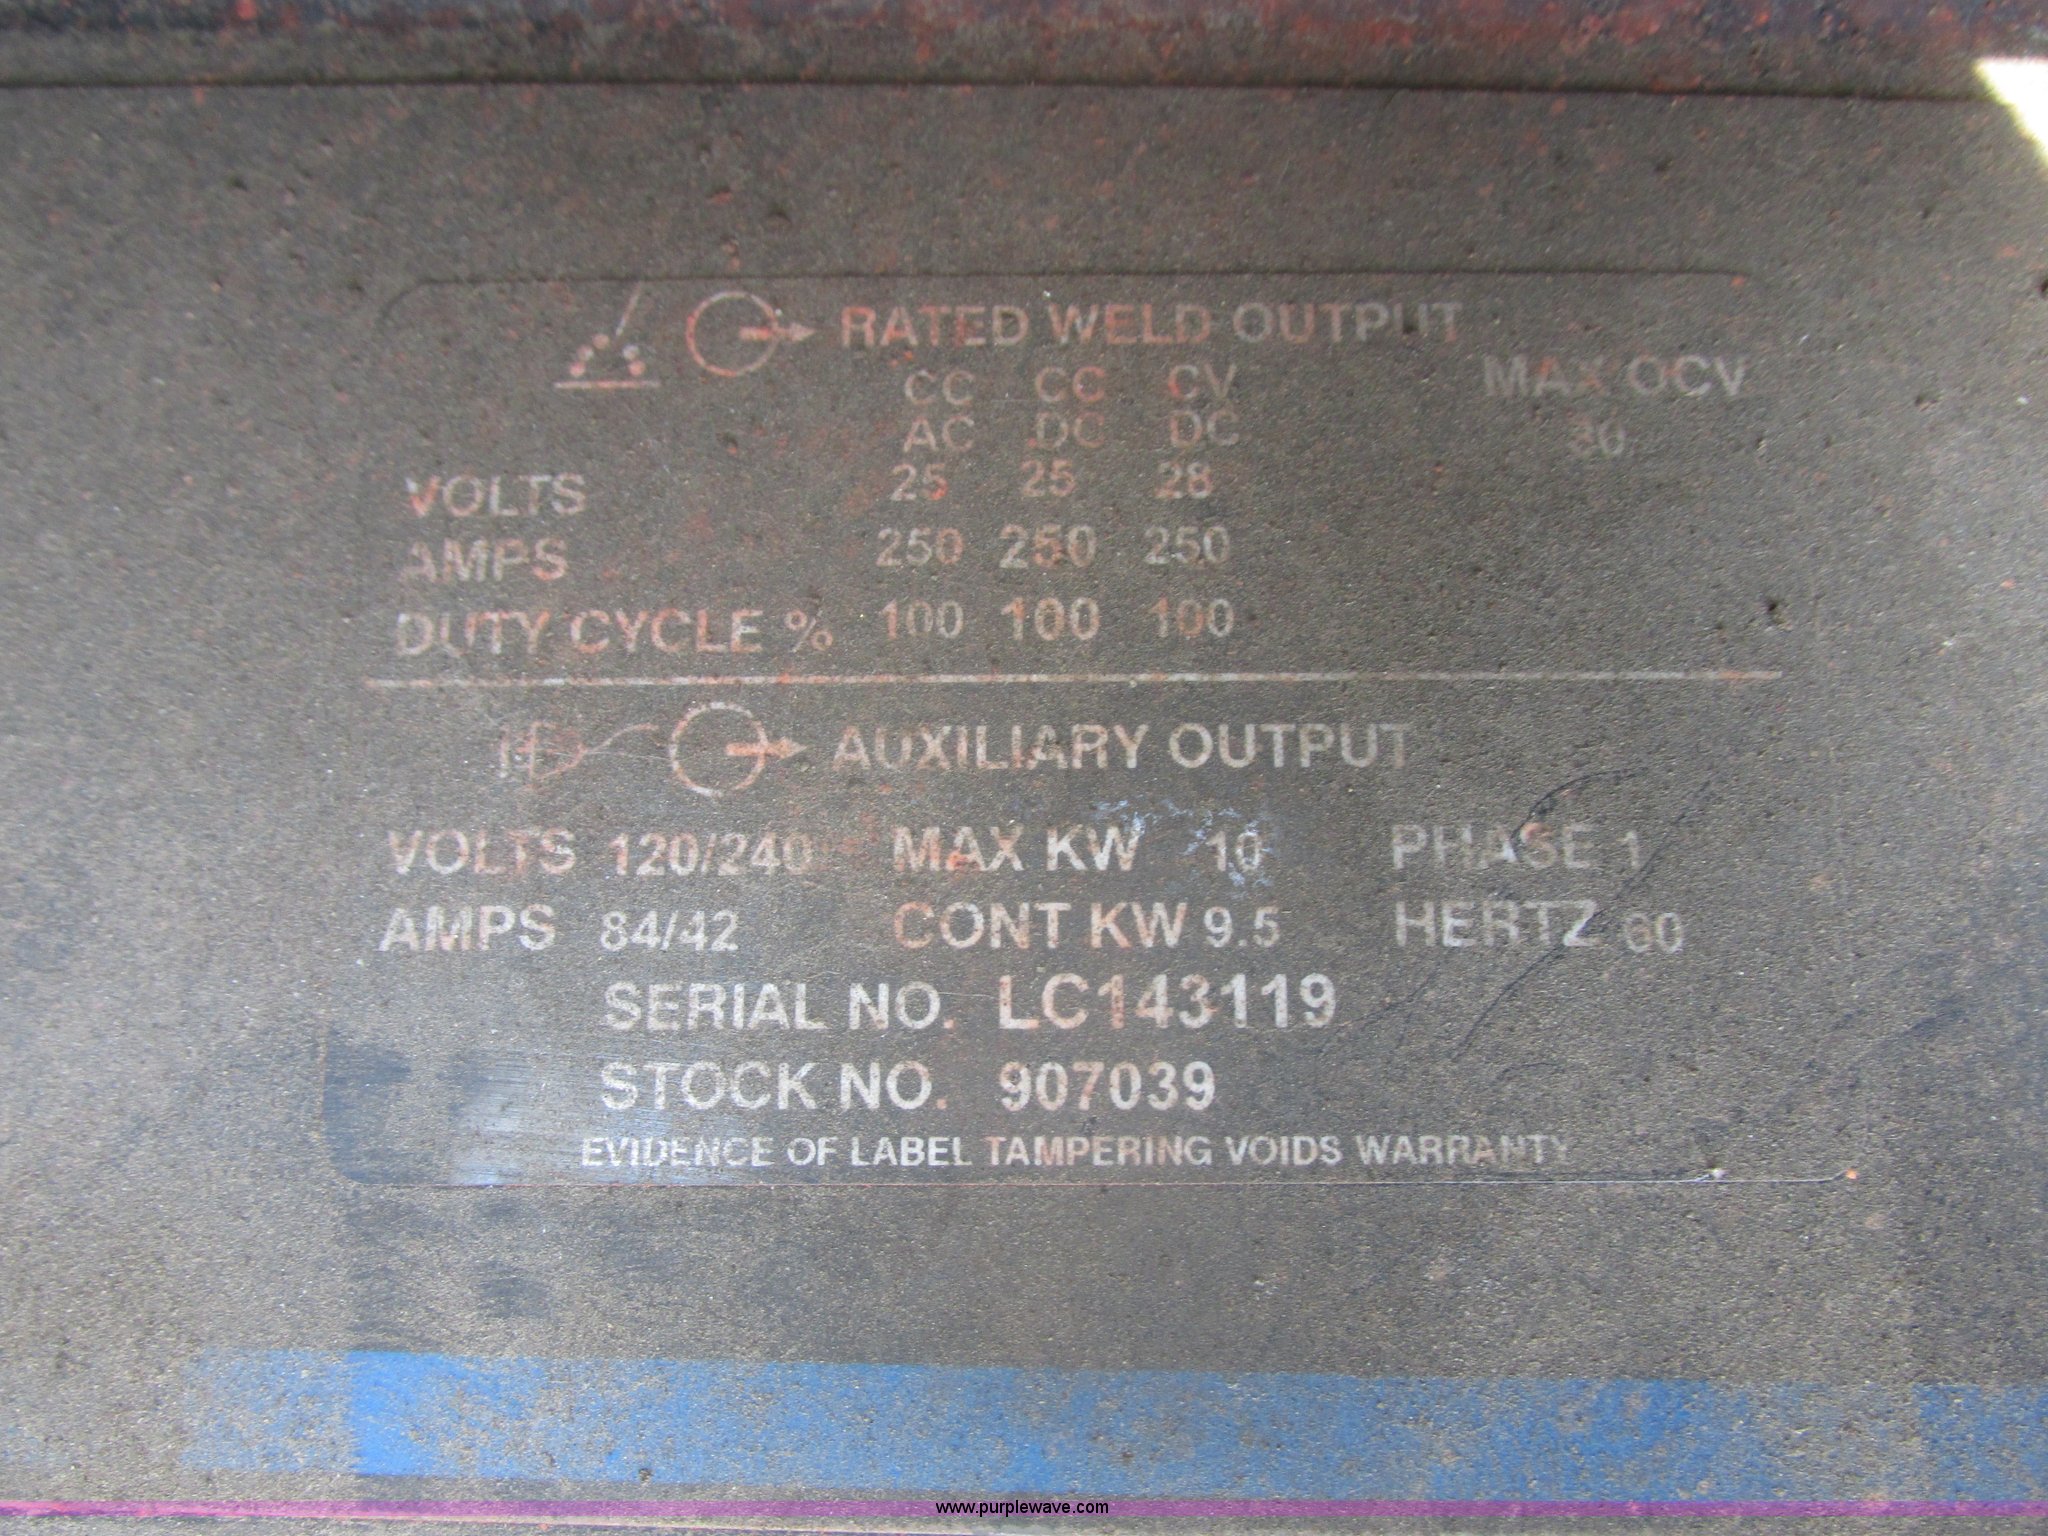 RATED WELD OUTPUT
CC CC CV MAX OCV
AC DC DC 80
VOLTS 25 25 28
AMPS 250 250 250
DUTY CYCLE % 100 100 100
AUXILIARY OUTPUT
VOLTS 120/240 MAX KW 10 PHASE 1
AMPS 84/42 CONT KW 9.5 HERTZ 60
SERIAL NO. LC143119
STOCK NO. 907039
EVIDENCE OF LABEL TAMPERING VOIDS WARRANTY
www.purplewave.com